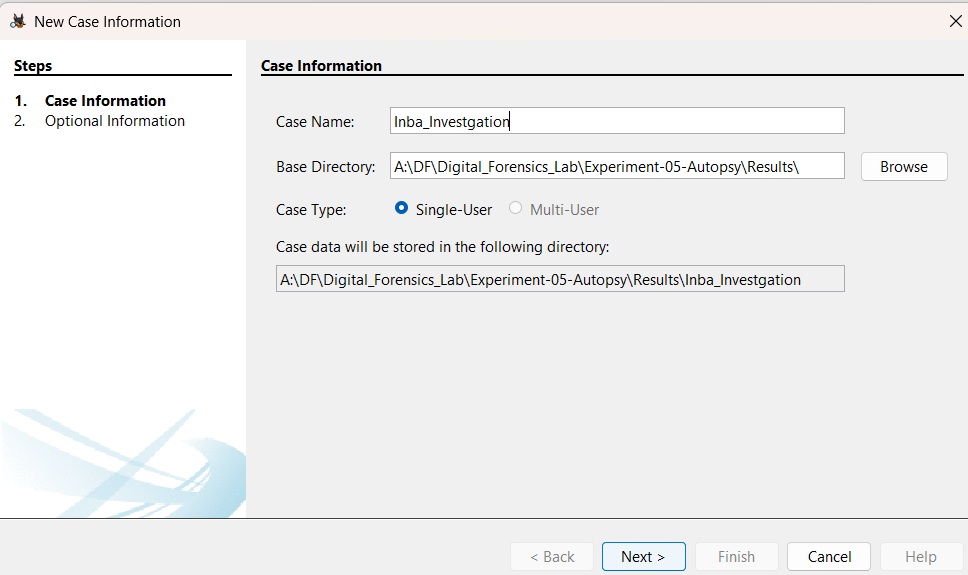 New Case Information
Steps
1. Case Information
2. Optional Information
Case Information
Case Name: Inba_Investgation
Base Directory: A:\DF\Digital_Forensics_Lab\Experiment-05-Autopsy\Results\ Browse
Case Type: Single-User Multi-User
Case data will be stored in the following directory:
A:\DF\Digital_Forensics_Lab\Experiment-05-Autopsy\Results\Inba_Investgation
< Back Next > Finish Cancel Help